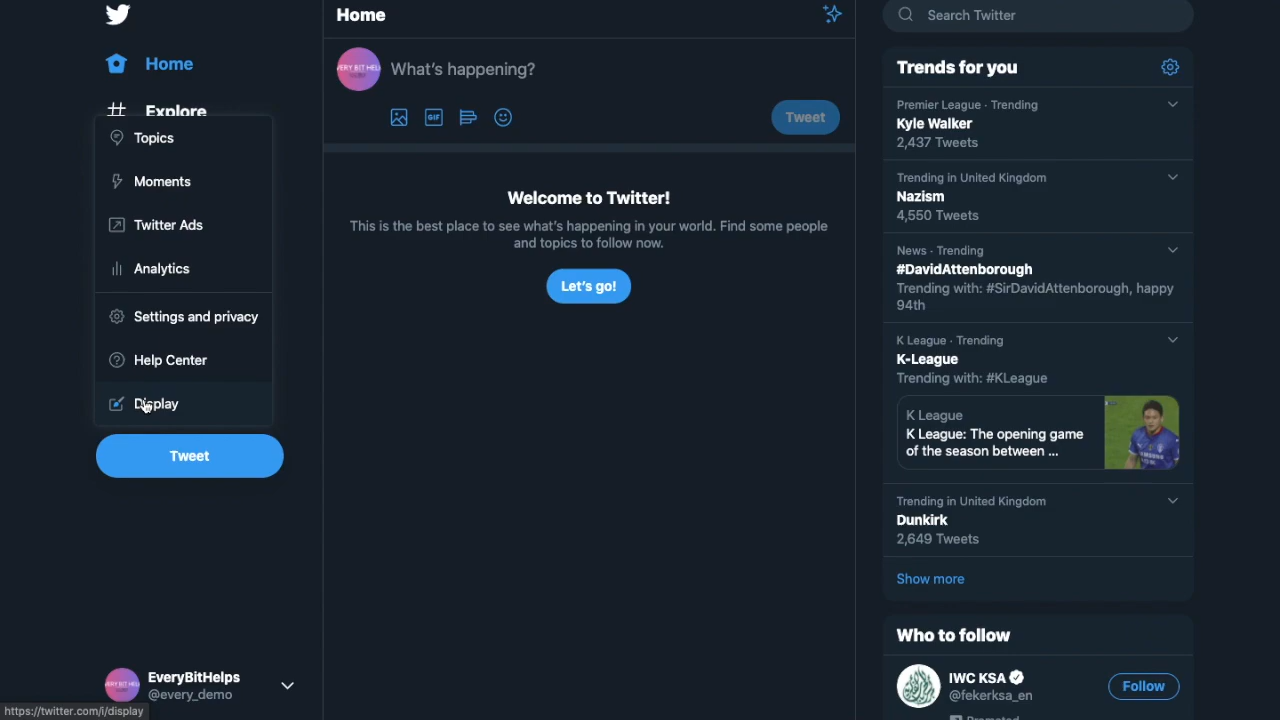 Home
Explore
Topics
Moments
Twitter Ads
Analytics
Settings and privacy
Help Center
Display
Tweet
EveryBitHelps
@every_demo
https://twitter.com/i/display
Home
What's happening?
GIF
Tweet
Welcome to Twitter!
This is the best place to see what's happening in your world. Find some people
and topics to follow now.
Let's go!
Search Twitter
Trends for you
Premier League · Trending
Kyle Walker
2,437 Tweets
Trending in United Kingdom
Nazism
4,550 Tweets
News · Trending
#DavidAttenborough
Trending with: #SirDavidAttenborough, happy
94th
K League · Trending
K-League
Trending with: #KLeague
K League
K League: The opening game
of the season between ...
Trending in United Kingdom
Dunkirk
2,649 Tweets
Show more
Who to follow
IWC KSA
@fekerksa_en
Follow
Promoted